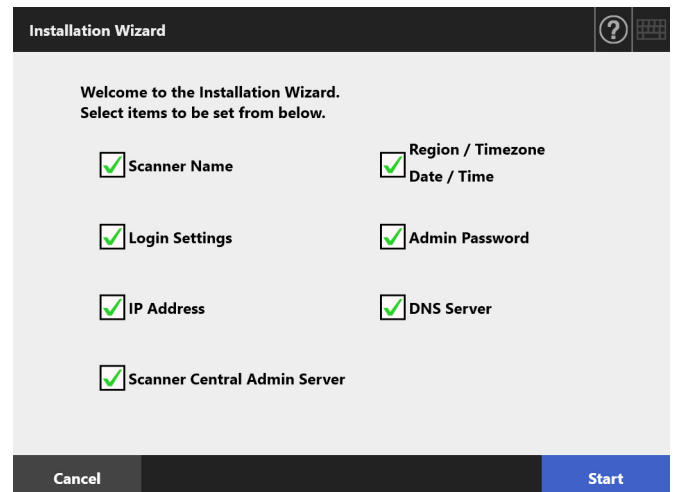 Installation Wizard
?
Welcome to the Installation Wizard.
Select items to be set from below.
Scanner Name
Region / Timezone
Date / Time
Login Settings
Admin Password
IP Address
DNS Server
Scanner Central Admin Server
Cancel
Start